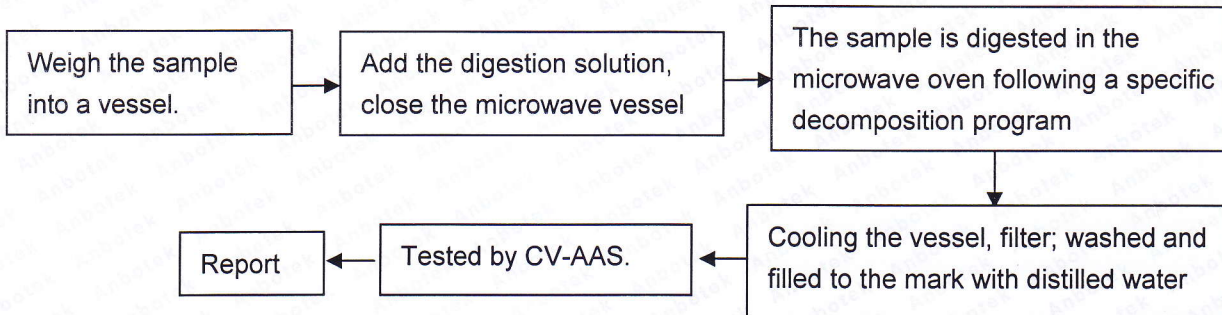 Weigh the sample
into a vessel.
Add the digestion solution,
close the microwave vessel
The sample is digested in the
microwave oven following a specific
decomposition program
Cooling the vessel, filter; washed and
filled to the mark with distilled water
Tested by CV-AAS.
Report